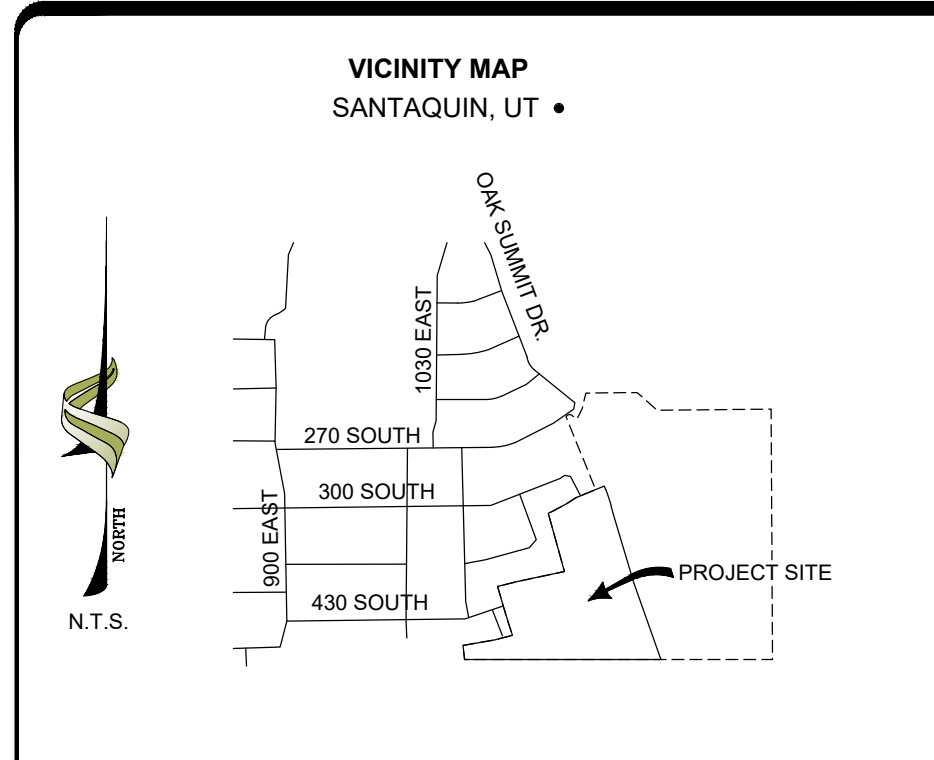 VICINITY MAP
SANTAQUIN, UT •
OAK SUMMIT DR.
1030 EAST
270 SOUTH
300 SOUTH
900 EAST
NORTH
PROJECT SITE
430 SOUTH
N.T.S.